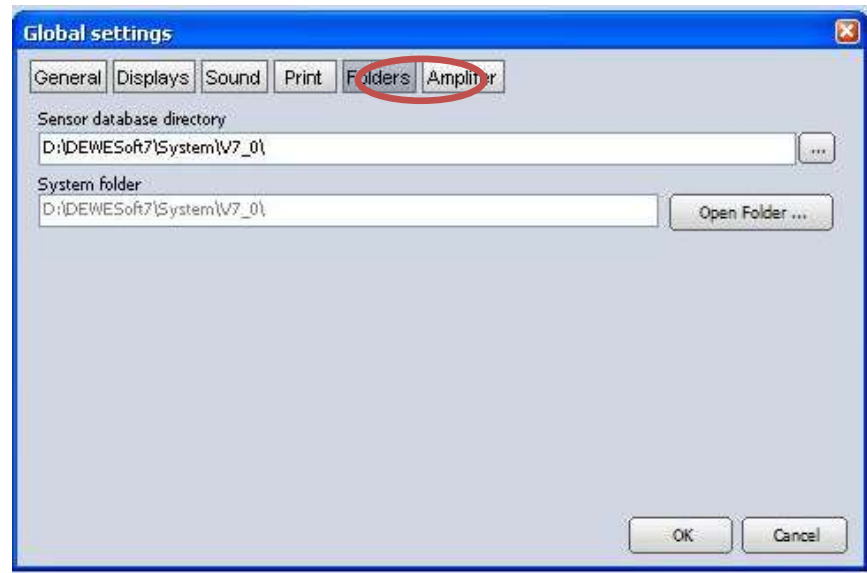 Global settings
General Displays Sound Print Folders Amplifier
Sensor database directory
D:\DEWESoft7\System\V7_0\ ...
System folder
D:\DEWESoft7\System\V7_0\ Open Folder ...
OK Cancel